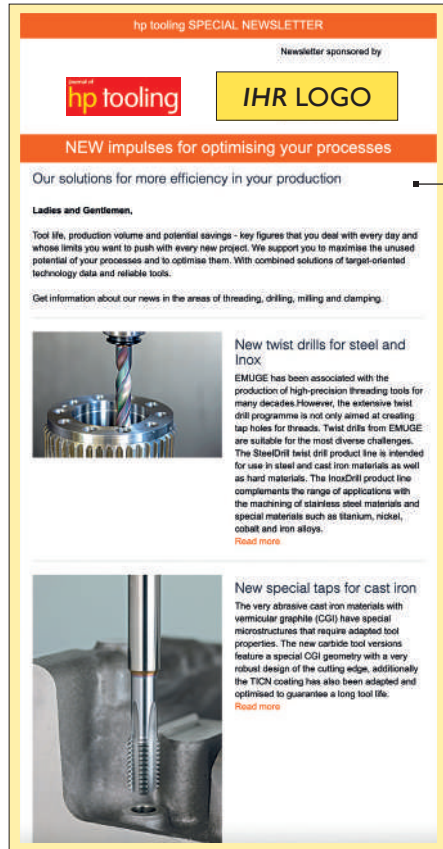 hp tooling SPECIAL NEWSLETTER
Newsletter sponsored by
journal of
hp tooling
IHR LOGO
NEW impulses for optimising your processes
Our solutions for more efficiency in your production
Ladies and Gentlemen,
Tool life, production volume and potential savings - key figures that you deal with every day and
whose limits you want to push with every new project. We support you to maximise the unused
potential of your processes and to optimise them. With combined solutions of target-oriented
technology data and reliable tools.
Get information about our news in the areas of threading, drilling, milling and clamping.
New twist drills for steel and
Inox
EMUGE has been associated with the
production of high-precision threading tools for
many decades.However, the extensive twist
drill programme is not only aimed at creating
tap holes for threads. Twist drills from EMUGE
are suitable for the most diverse challenges.
The SteelDrill twist drill product line is intended
for use in steel and cast iron materials as well
as hard materials. The InoxDrill product line
complements the range of applications with
the machining of stainless steel materials and
special materials such as titanium, nickel,
cobalt and iron alloys.
Read more
New special taps for cast iron
The very abrasive cast iron materials with
vermicular graphite (CGI) have special
microstructures that require adapted tool
properties. The new carbide tool versions
feature a special CGI geometry with a very
robust design of the cutting edge, additionally
the TICN coating has also been adapted and
optimised to guarantee a long tool life.
Read more